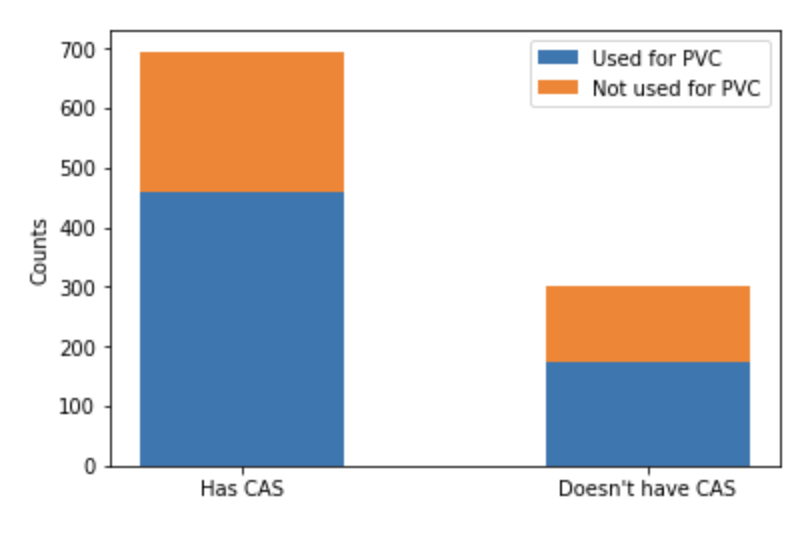 700
600
500
400
300
200
100
0
Counts
Used for PVC
Not used for PVC
Has CAS
Doesn't have CAS